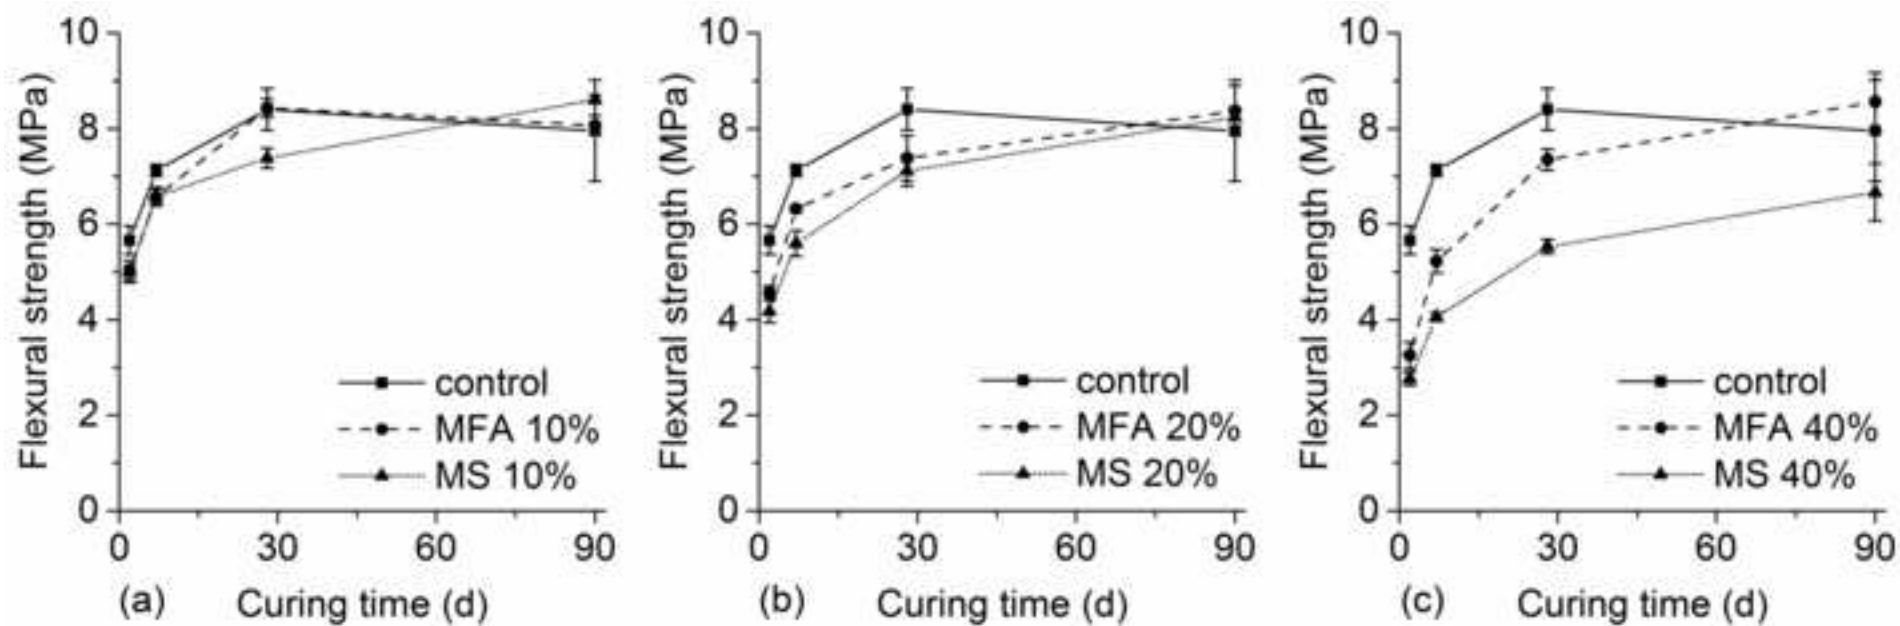 Flexural strength (MPa)
10
8
6
4
2
0
control
MFA 10%
MS 10%
0 30 60 90
(a) Curing time (d)
Flexural strength (MPa)
10
8
6
4
2
0
control
MFA 20%
MS 20%
0 30 60 90
(b) Curing time (d)
Flexural strength (MPa)
10
8
6
4
2
0
control
MFA 40%
MS 40%
0 30 60 90
(c) Curing time (d)